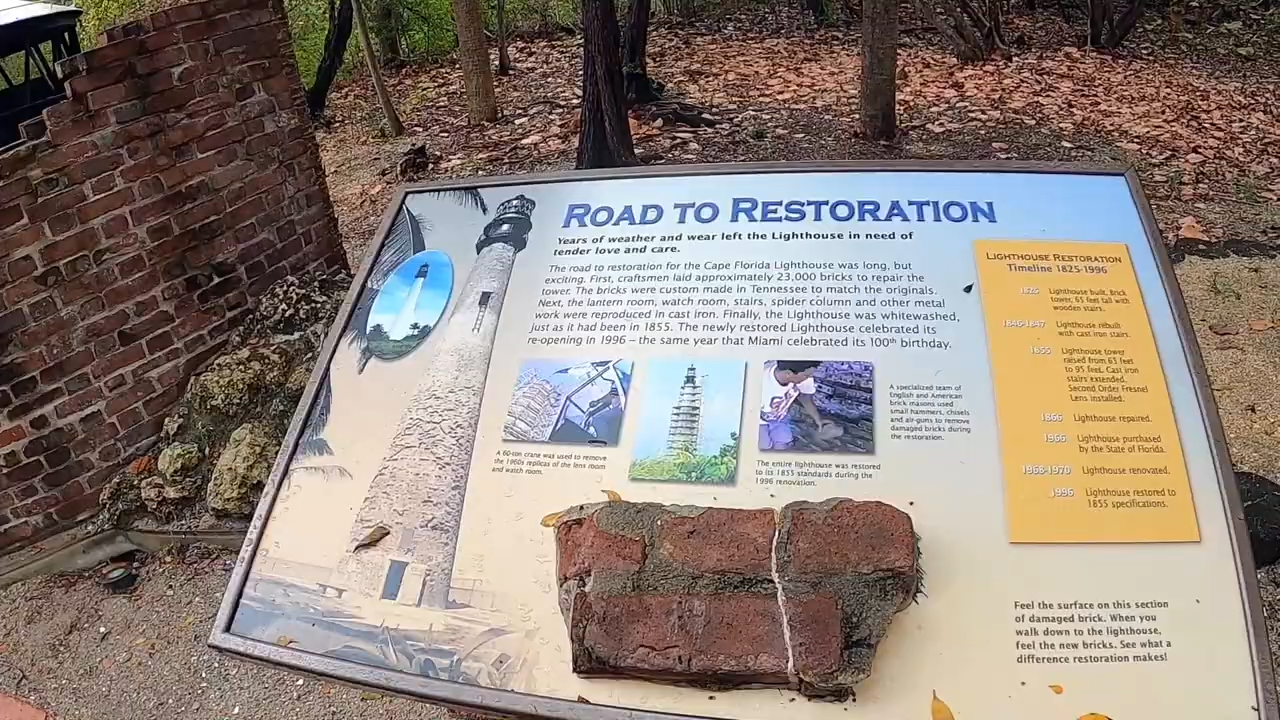 ROAD TO RESTORATION
Years of weather and wear left the Lighthouse in need of
tender love and care.
The road to restoration for the Cape Florida Lighthouse was long, but
exciting. First, craftsmen laid approximately 23,000 bricks to repair the
tower. The bricks were custom made in Tennessee to match the originals.
Next, the lantern room, watch room, stairs, spider column and other metal
work were reproduced in cast iron. Finally, the Lighthouse was whitewashed,
just as it had been in 1855. The newly restored Lighthouse celebrated its
re-opening in 1996 – the same year that Miami celebrated its 100th birthday.
A 60-ton crane was used to remove
the 1960s replicas of the lens room
and watch room.
The entire lighthouse was restored
to its 1855 standards during the
1996 renovation.
A specialized team of
English and American
brick masons used
small hammers, chisels
and air-guns to remove
damaged bricks during
the restoration.
LIGHTHOUSE RESTORATION
Timeline 1825-1996
1825 Lighthouse built. Brick
tower, 65 feet tall with
wooden stairs.
1846-1847 Lighthouse rebuilt
with cast iron stairs.
1855 Lighthouse tower
raised from 65 feet
to 95 feet. Cast iron
stairs extended.
Second Order Fresnel
Lens installed.
1866 Lighthouse repaired.
1966 Lighthouse purchased
by the State of Florida.
1968-1970 Lighthouse renovated.
1996 Lighthouse restored to
1855 specifications.
Feel the surface on this section
of damaged brick. When you
walk down to the lighthouse,
feel the new bricks. See what a
difference restoration makes!